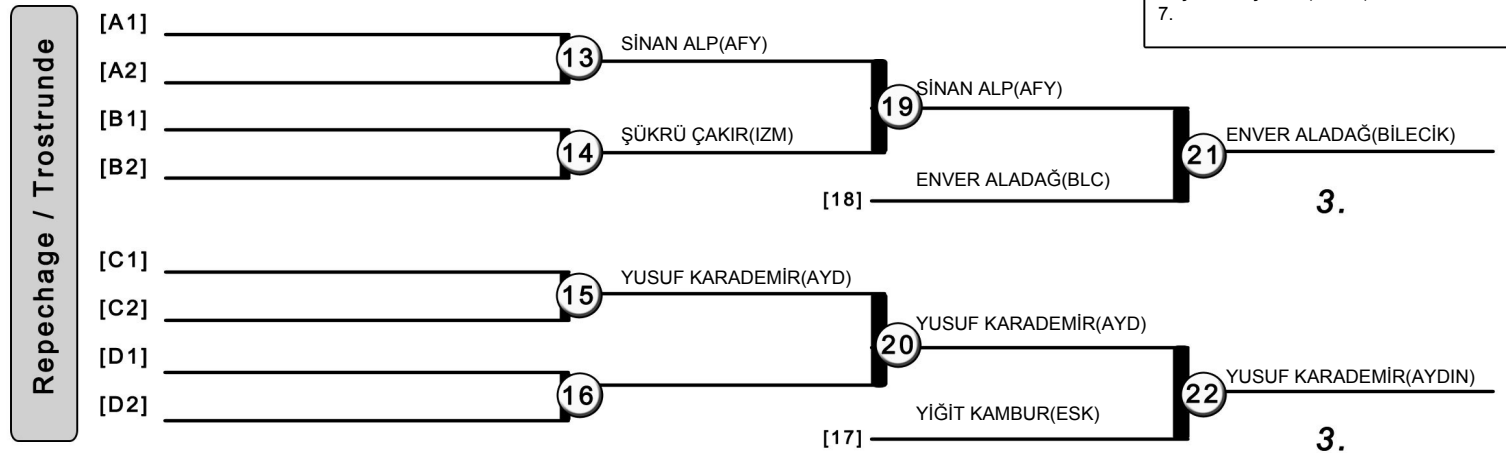 7.
Repechage / Trostrunde
[A1]
[A2]
[B1]
[B2]
13
SİNAN ALP(AFY)
14
ŞÜKRÜ ÇAKIR(IZM)
19
SİNAN ALP(AFY)
[18]
ENVER ALADAĞ(BLC)
21
ENVER ALADAĞ(BİLECİK)
3.
[C1]
[C2]
[D1]
[D2]
15
YUSUF KARADEMİR(AYD)
16
20
YUSUF KARADEMİR(AYD)
[17]
YİĞİT KAMBUR(ESK)
22
YUSUF KARADEMİR(AYDIN)
3.